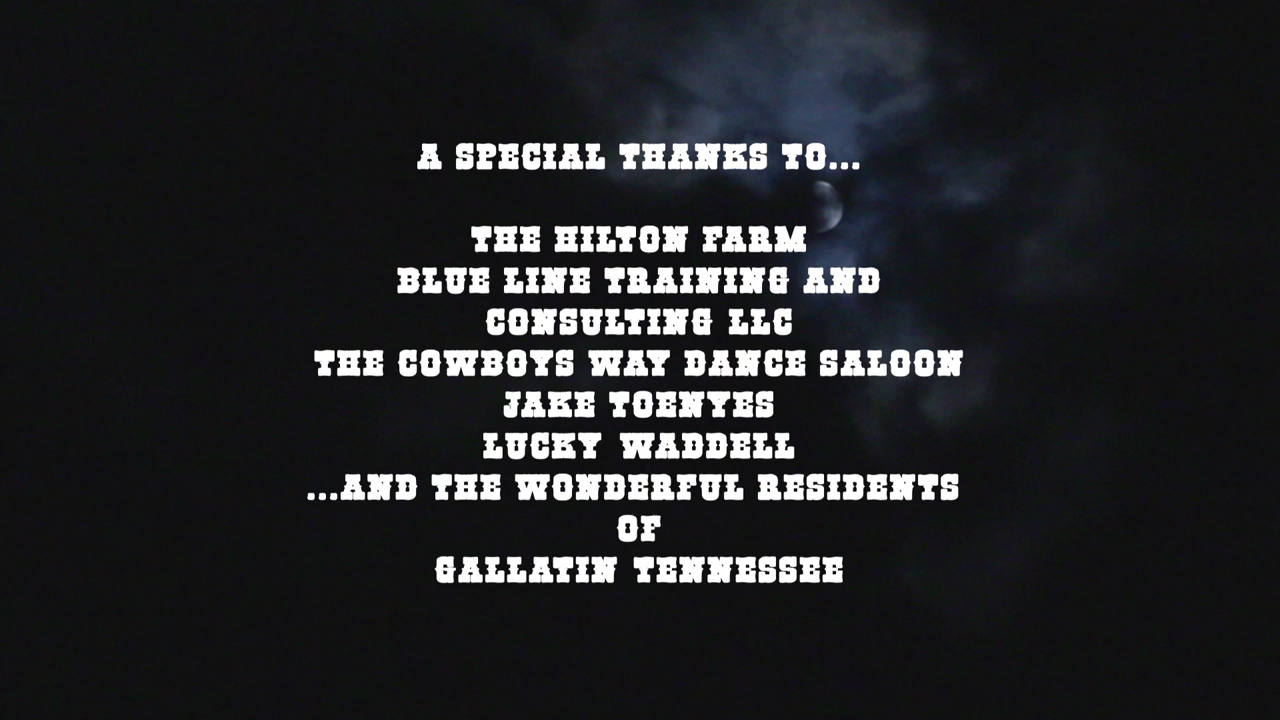 A SPECIAL THANKS TO...
THE HILTON FARM
BLUE LINE TRAINING AND
CONSULTING LLC
THE COWBOYS WAY DANCE SALOON
JAKE TOENYES
LUCKY WADDELL
...AND THE WONDERFUL RESIDENTS
OF
GALLATIN TENNESSEE